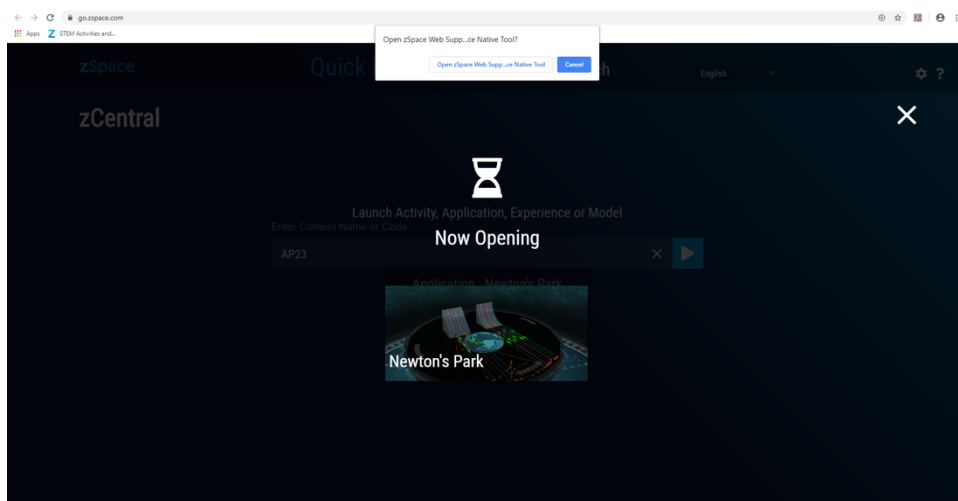 go.zspace.com
Apps Z STEM Activities and...
Open zSpace Web Supp...ce Native Tool?
Open zSpace Web Supp...ce Native Tool Cancel
zSpace Quick h English ?
zCentral
Launch Activity, Application, Experience or Model
Enter Content Name or Code
Now Opening
AP23
Application : Newton's Park
Newton's Park